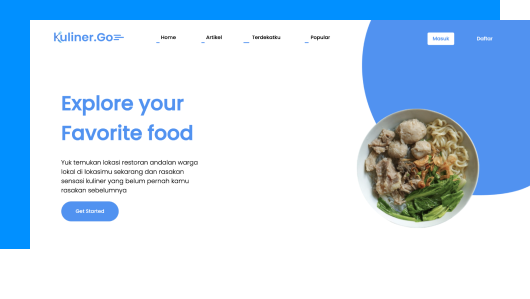 Kuliner.Go
Home Artikel Terdekatku Popular Masuk Daftar
Explore your
Favorite food
Yuk temukan lokasi restoran andalan warga
lokal di lokasimu sekarang dan rasakan
sensasi kuliner yang belum pernah kamu
rasakan sebelumnya
Get Started